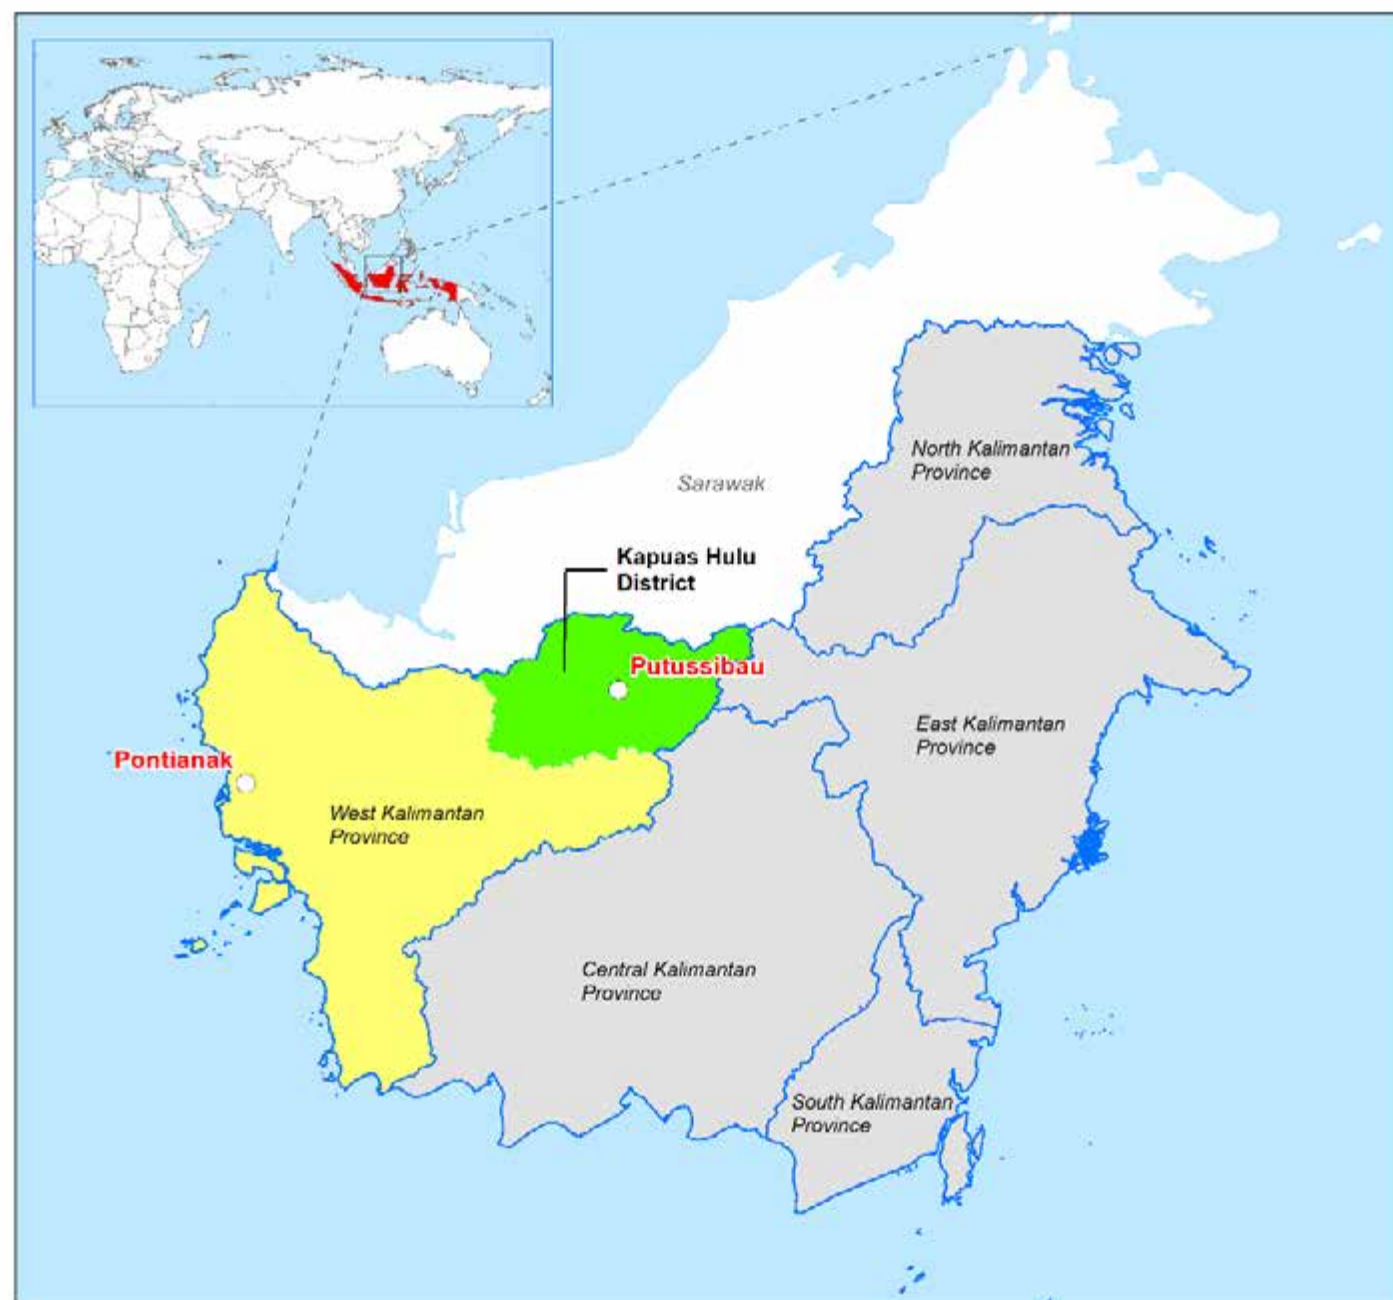 North Kalimantan
Province
Sarawak
Kapuas Hulu
District
Putussibau
East Kalimantan
Province
Pontianak
West Kalimantan
Province
Central Kalimantan
Province
South Kalimantan
Province